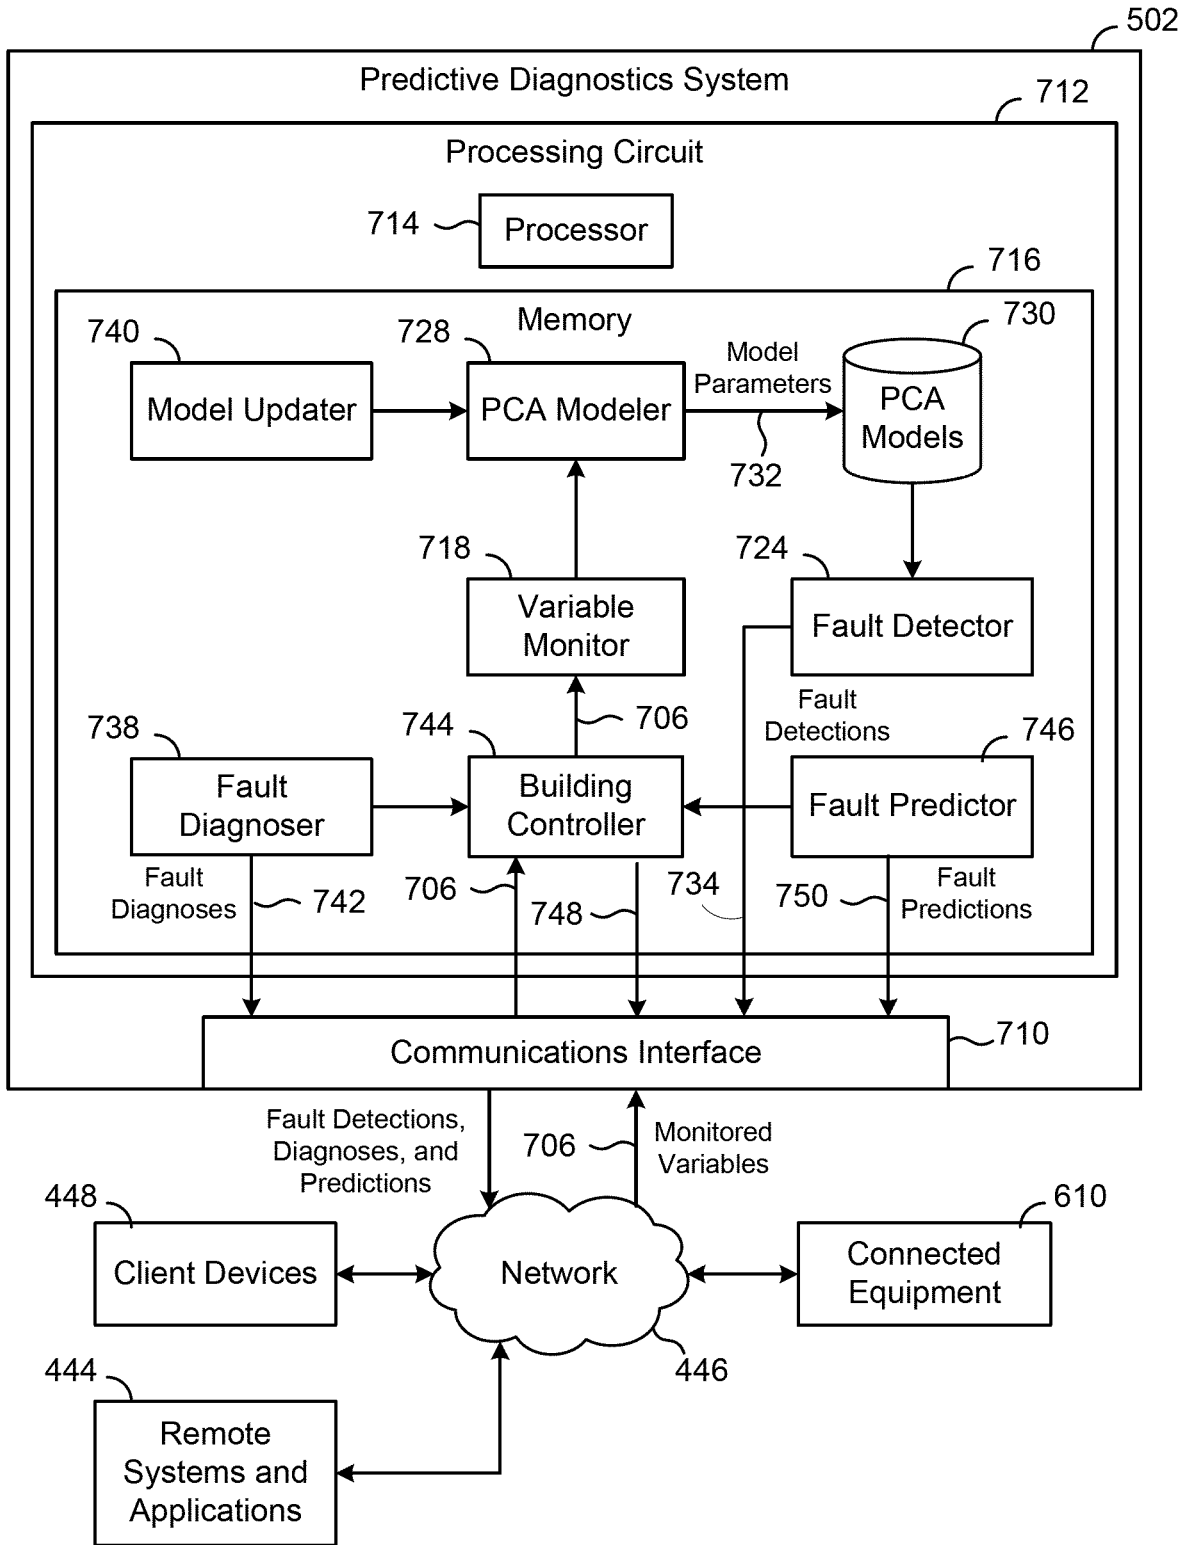 502
Predictive Diagnostics System
712
Processing Circuit
714
Processor
716
Memory
740
728
730
Model Updater
PCA Modeler
Model
Parameters
732
PCA
Models
718
724
Variable
Monitor
Fault Detector
706
Fault
Detections
738
744
746
Fault
Diagnoser
Building
Controller
Fault Predictor
Fault
Diagnoses
742
706
748
734
750
Fault
Predictions
Communications Interface
710
Fault Detections,
Diagnoses, and
Predictions
706
Monitored
Variables
448
610
Client Devices
Network
Connected
Equipment
446
444
Remote
Systems and
Applications